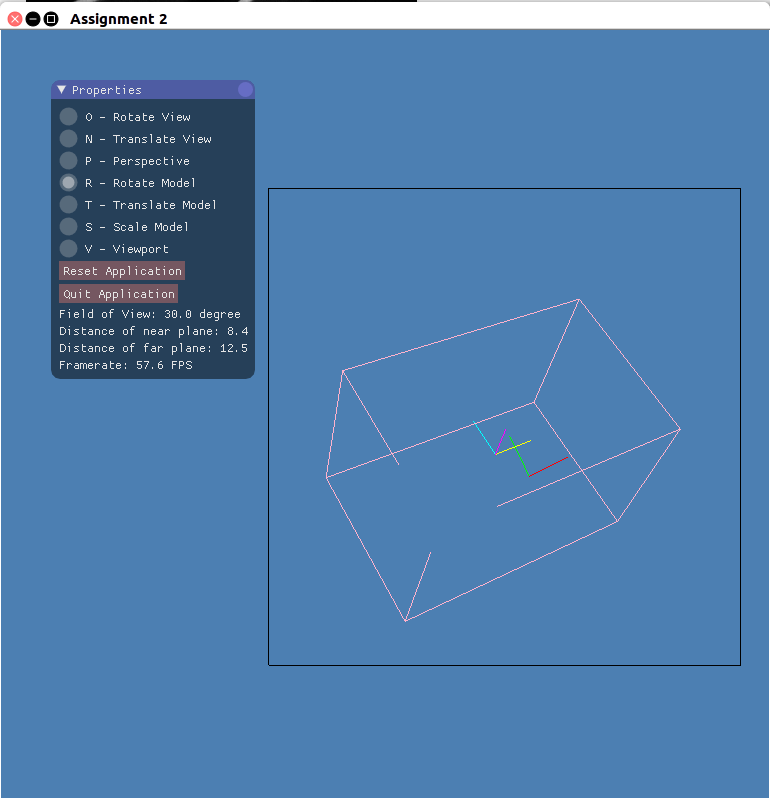 Assignment 2
Properties
O - Rotate View
N - Translate View
P - Perspective
R - Rotate Model
T - Translate Model
S - Scale Model
V - Viewport
Reset Application
Quit Application
Field of View: 30.0 degree
Distance of near plane: 8.4
Distance of far plane: 12.5
Framerate: 57.6 FPS